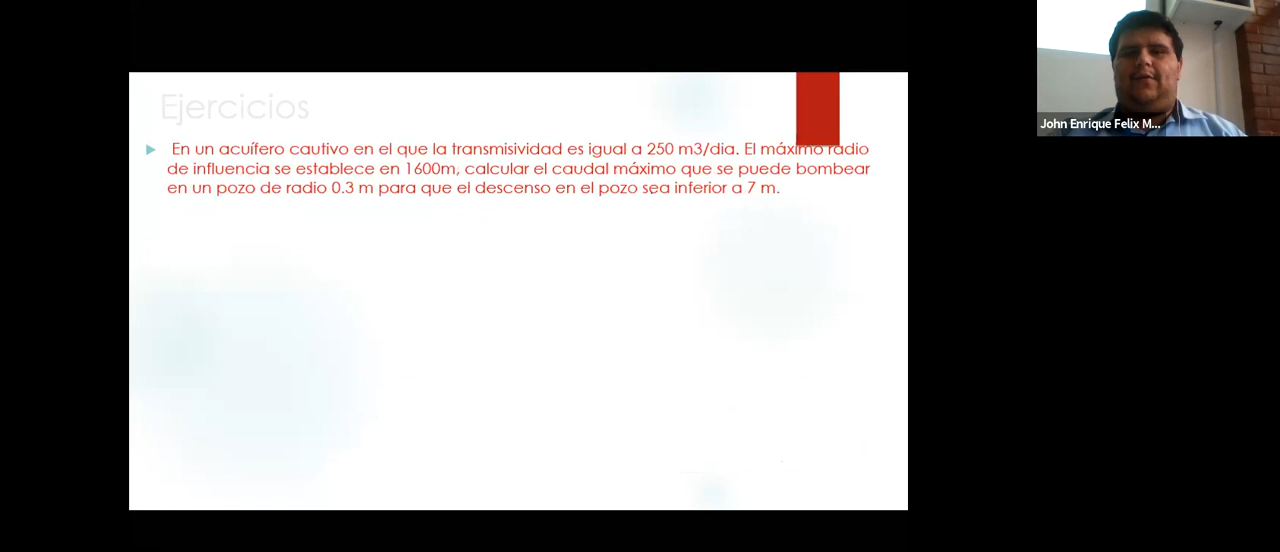 Ejercicios
En un acuífero cautivo en el que la transmisividad es igual a 250 m3/dia. El máximo radio
de influencia se establece en 1600m, calcular el caudal máximo que se puede bombear
en un pozo de radio 0.3 m para que el descenso en el pozo sea inferior a 7 m.
John Enrique Felix M...